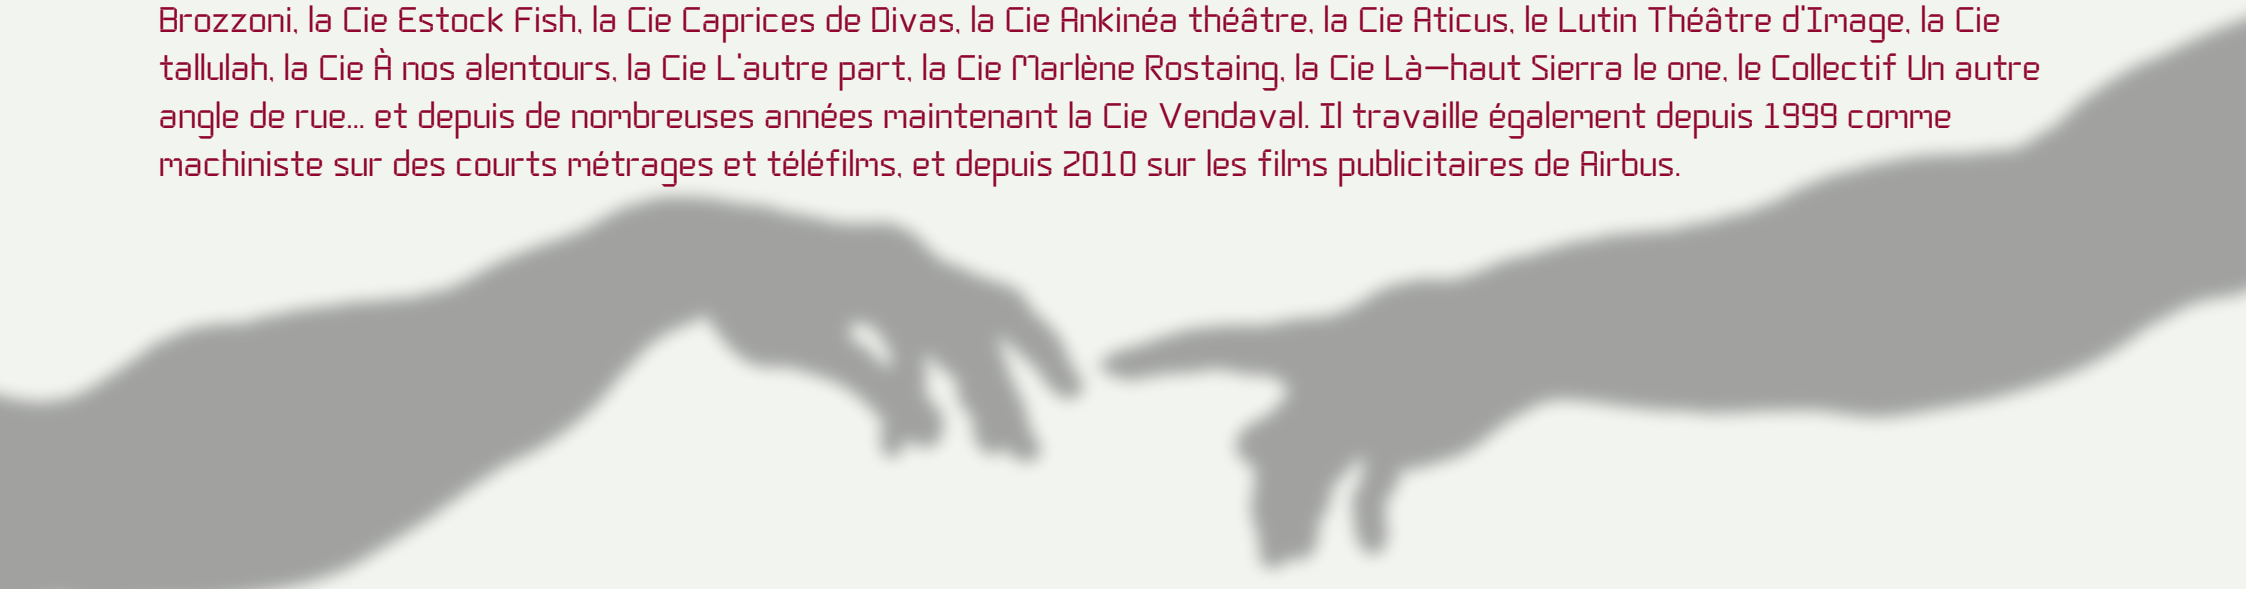 Brozzoni, la Cie Estock Fish, la Cie Caprices de Divas, la Cie Ankinéa théâtre, la Cie Aticus, le Lutin Théâtre d'Image, la Cie
tallulah, la Cie À nos alentours, la Cie L'autre part, la Cie Marlène Rostaing, la Cie Là—haut Sierra le one, le Collectif Un autre
angle de rue... et depuis de nombreuses années maintenant la Cie Vendaval. Il travaille également depuis 1999 comme
machiniste sur des courts métrages et téléfilms, et depuis 2010 sur les films publicitaires de Airbus.